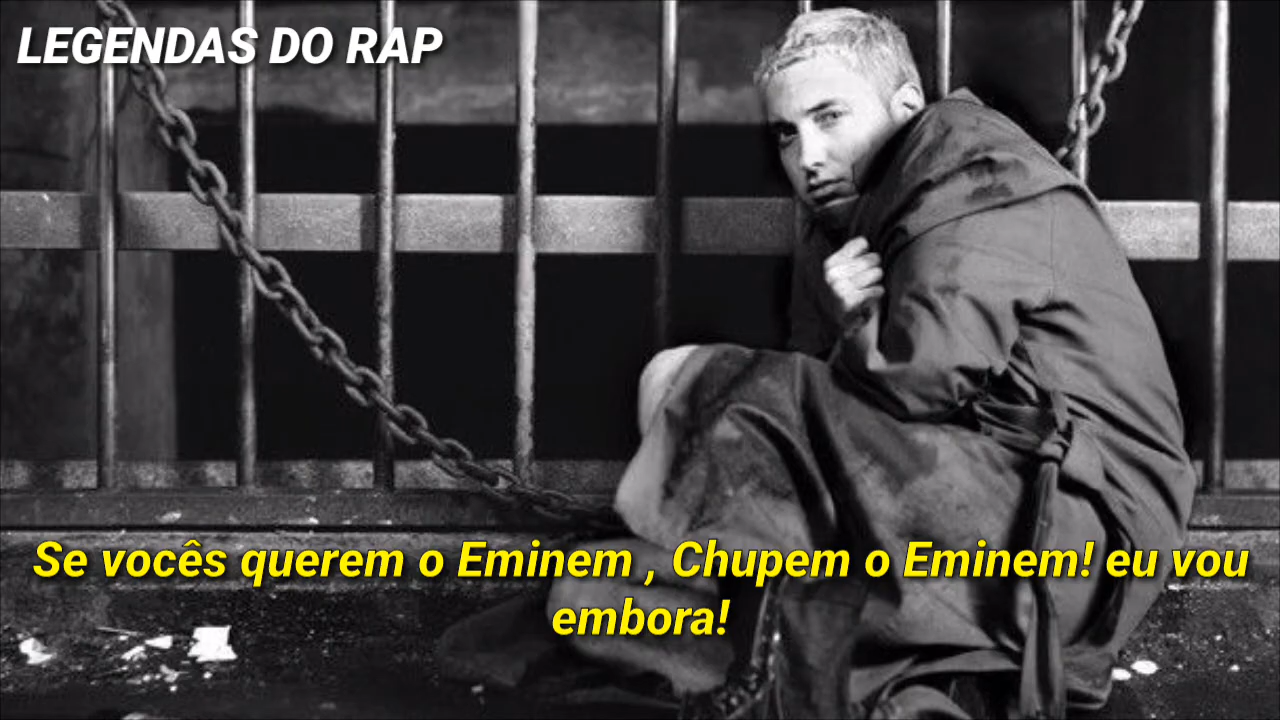 LEGENDAS DO RAP
Se vocês querem o Eminem , Chupem o Eminem! eu vou
embora!